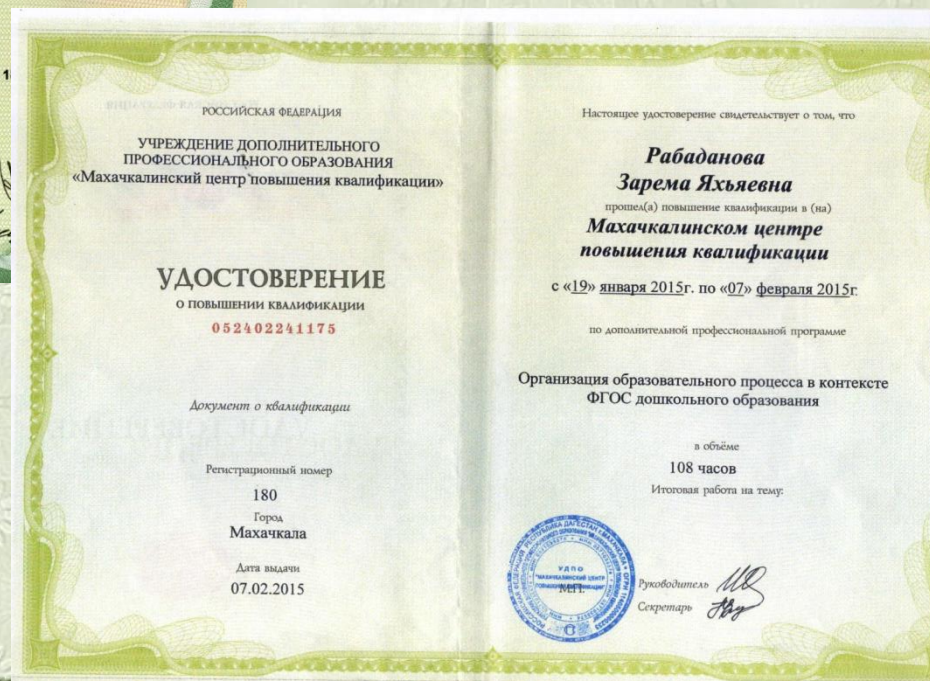 РОССИЙСКАЯ ФЕДЕРАЦИЯ
УЧРЕЖДЕНИЕ ДОПОЛНИТЕЛЬНОГО
ПРОФЕССИОНАЛЬНОГО ОБРАЗОВАНИЯ
«Махачкалинский центр повышения квалификации»
УДОСТОВЕРЕНИЕ
О ПОВЫШЕНИИ КВАЛИФИКАЦИИ
052402241175
Документ о квалификации
Регистрационный номер
180
Город
Махачкала
Дата выдачи
07.02.2015
Настоящее удостоверение свидетельствует о том, что
Рабаданова
Зарема Яхьяевна
прошел(а) повышение квалификации в (на)
Махачкалинском центре
повышения квалификации
с «19» января 2015г. по «07» февраля 2015г.
по дополнительной профессиональной программе
Организация образовательного процесса в контексте
ФГОС дошкольного образования
в объёме
108 часов
Итоговая работа на тему:
УДПО
"МАХАЧКАЛИНСКИЙ ЦЕНТР
ПОВЫШЕНИЯ КВАЛИФИКАЦИИ"
М.П.
Руководитель
Секретарь